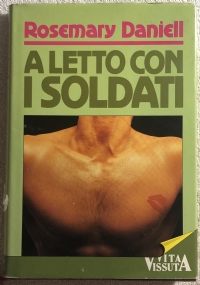 Rosemary Daniell
A LETTO CON
I SOLDATI
VITA
VISSUTA